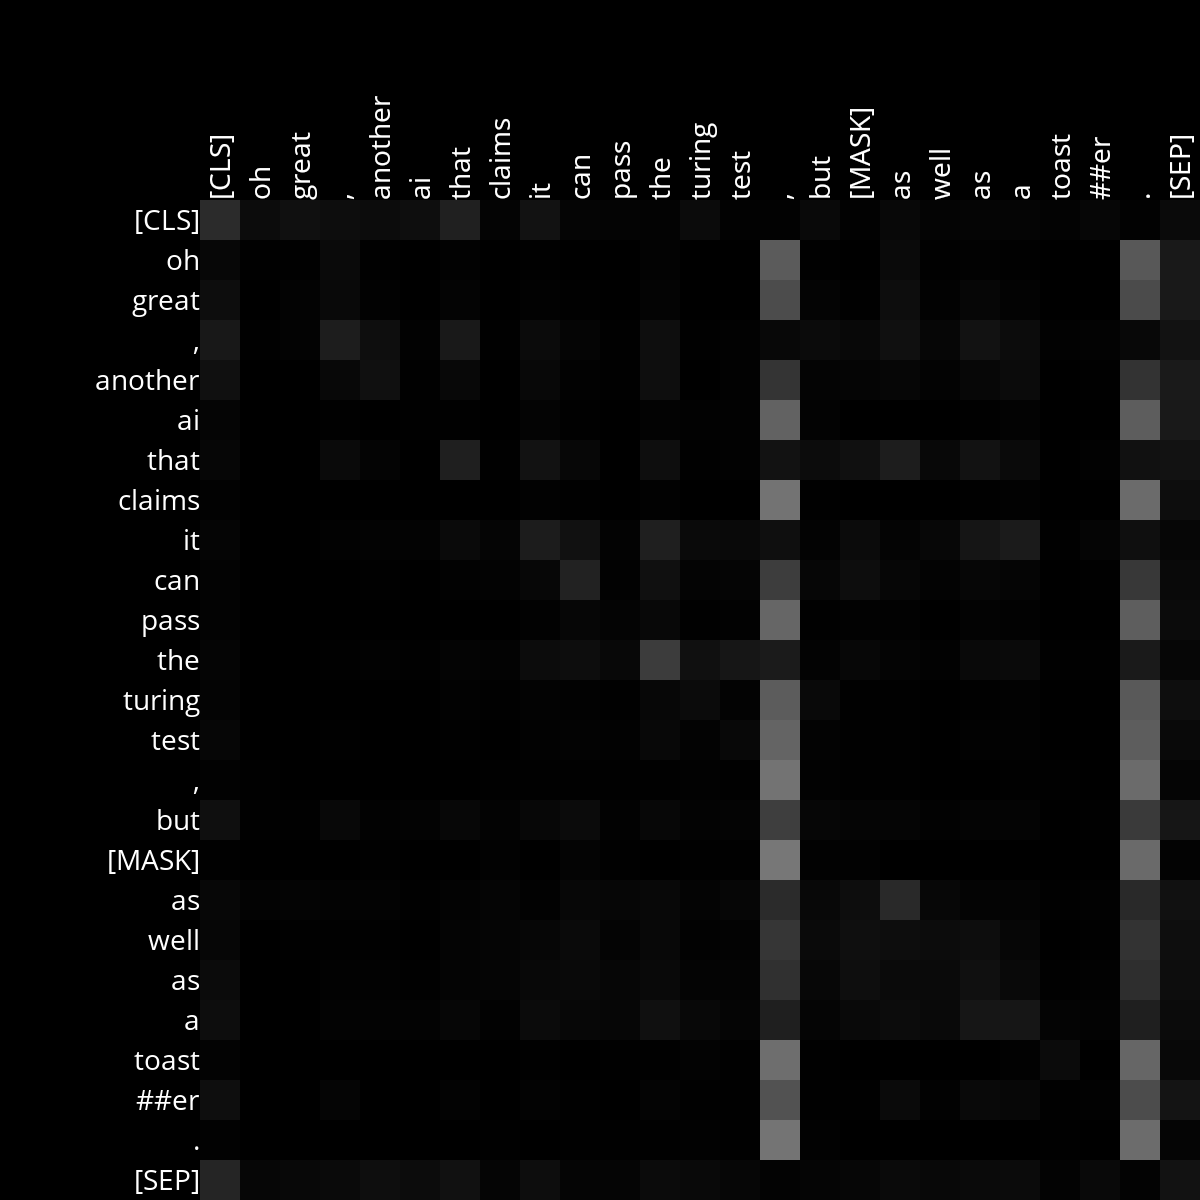 [CLS] oh great , another ai that claims it can pass the turing test , but [MASK] as well as a toast ##er . [SEP]
[CLS]
oh
great
,
another
ai
that
claims
it
can
pass
the
turing
test
,
but
[MASK]
as
well
as
a
toast
##er
.
[SEP]